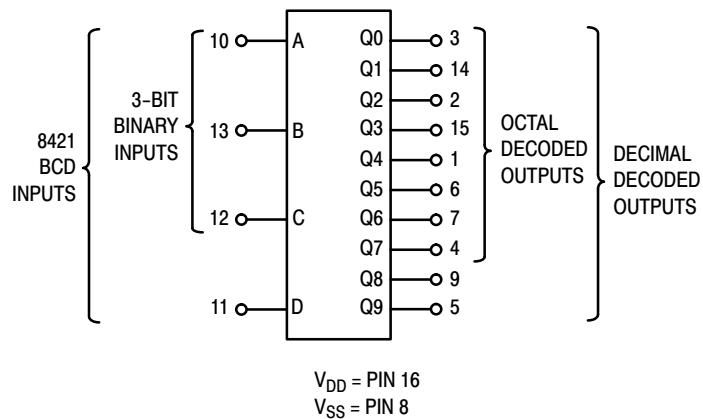 10 A Q0 3
Q1 14
3-BIT
BINARY
INPUTS
Q2 2
8421
BCD
INPUTS
13 B Q3 15
OCTAL
DECODED
OUTPUTS
Q4 1
DECIMAL
DECODED
OUTPUTS
Q5 6
12 C Q6 7
Q7 4
Q8 9
11 D Q9 5
VDD = PIN 16
VSS = PIN 8